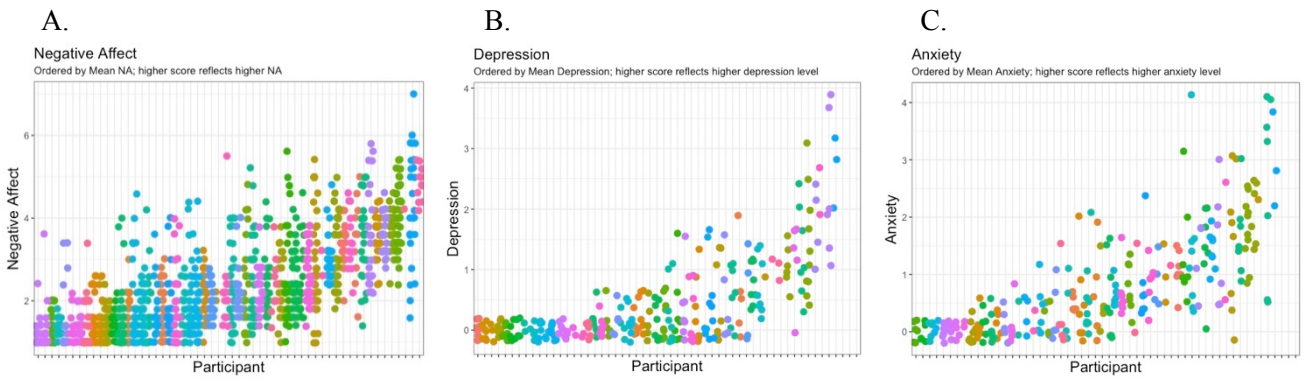 A.
Negative Affect
Ordered by Mean NA; higher score reflects higher NA
6
4
2
Negative Affect
Participant
B.
Depression
Ordered by Mean Depression; higher score reflects higher depression level
4
3
2
1
0
Depression
Participant
C.
Anxiety
Ordered by Mean Anxiety; higher score reflects higher anxiety level
4
3
2
1
0
Anxiety
Participant